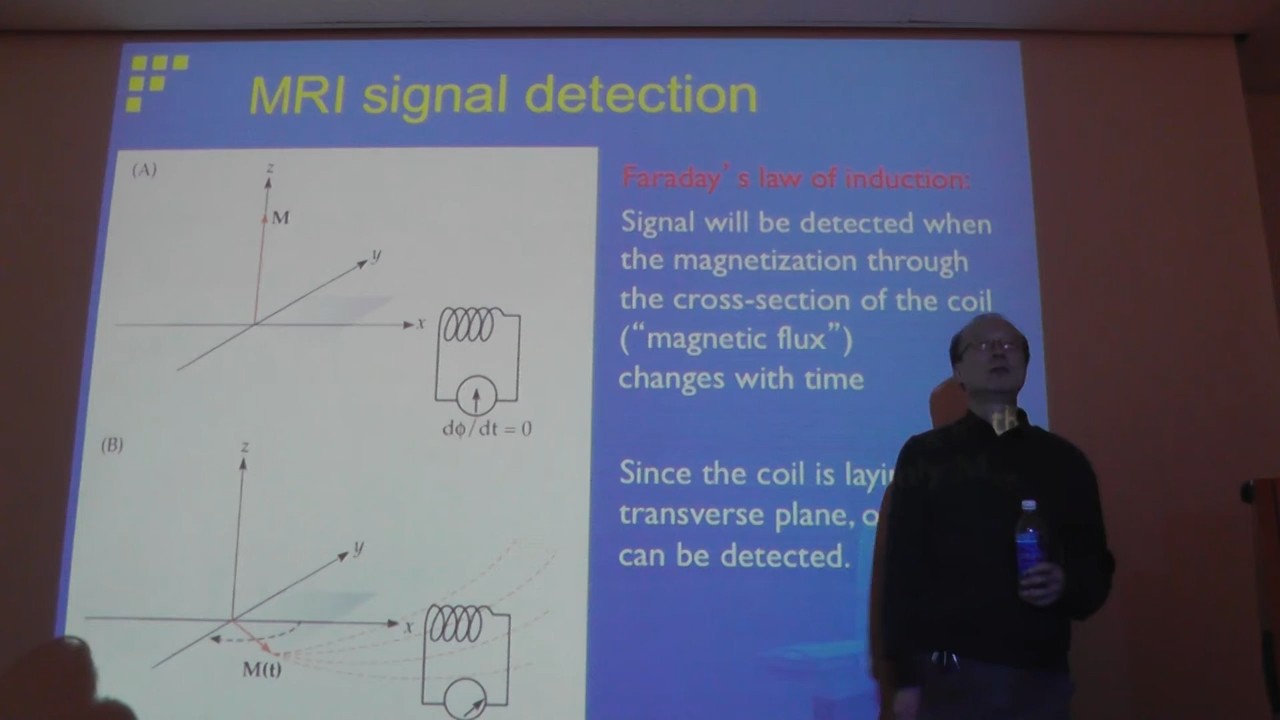 MRI signal detection
(A)
z
M
y
x
dϕ/dt = 0
(B)
z
y
x
M(t)
Faraday’s law of induction:
Signal will be detected when
the magnetization through
the cross-section of the coil
(“magnetic flux”)
changes with time
Since the coil is
transverse plane,
can be detected.